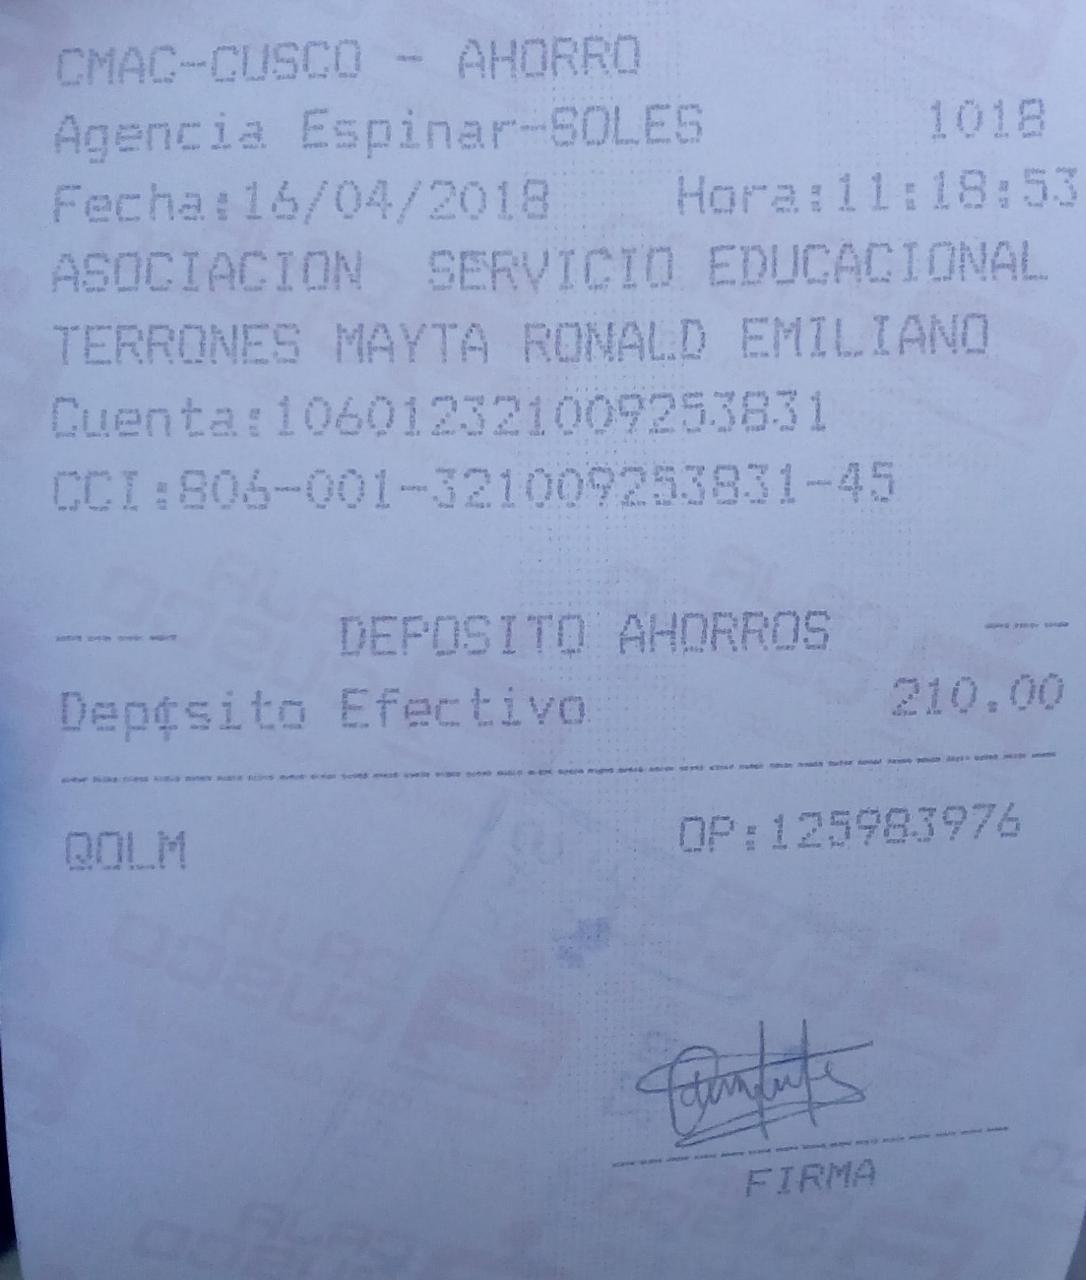 CMAC-CUSCO - AHORRO
Agencia Espinar-SOLES 1018
Fecha:16/04/2018 Hora:11:18:53
ASOCIACION SERVICIO EDUCACIONAL
TERRONES MAYTA RONALD EMILIANO
Cuenta:106012321009253831
CCI:806-001-321009253831-45
---- DEPOSITO AHORROS ---
Dep¢sito Efectivo 210.00
QOLM OP:125983976
FIRMA